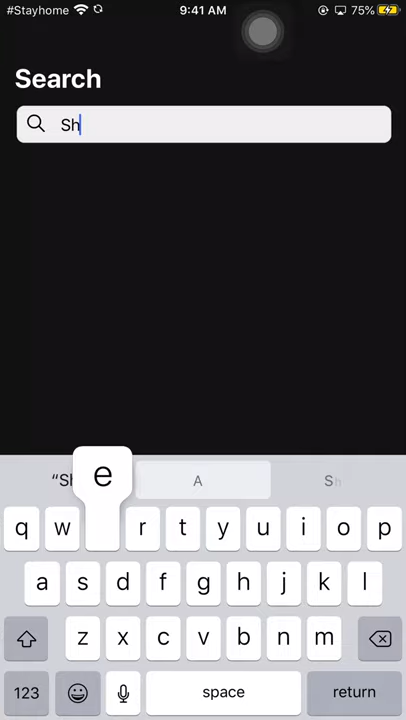 #Stayhome 9:41 AM 75%
Search
Sh
“Sh A Sh
e
q w r t y u i o p
a s d f g h j k l
z x c v b n m
123 space return